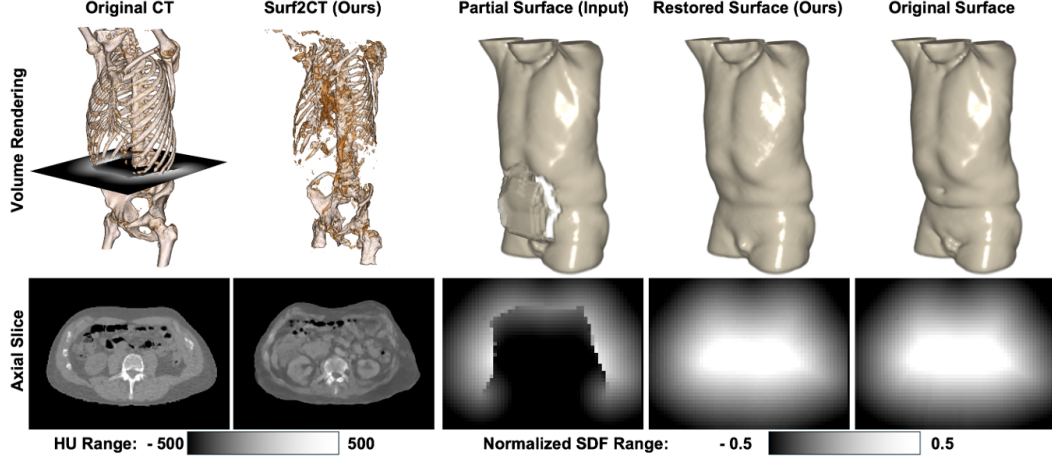 Original CT
Surf2CT (Ours)
Partial Surface (Input)
Restored Surface (Ours)
Original Surface
Volume Rendering
Axial Slice
HU Range: - 500
500
Normalized SDF Range: - 0.5
0.5